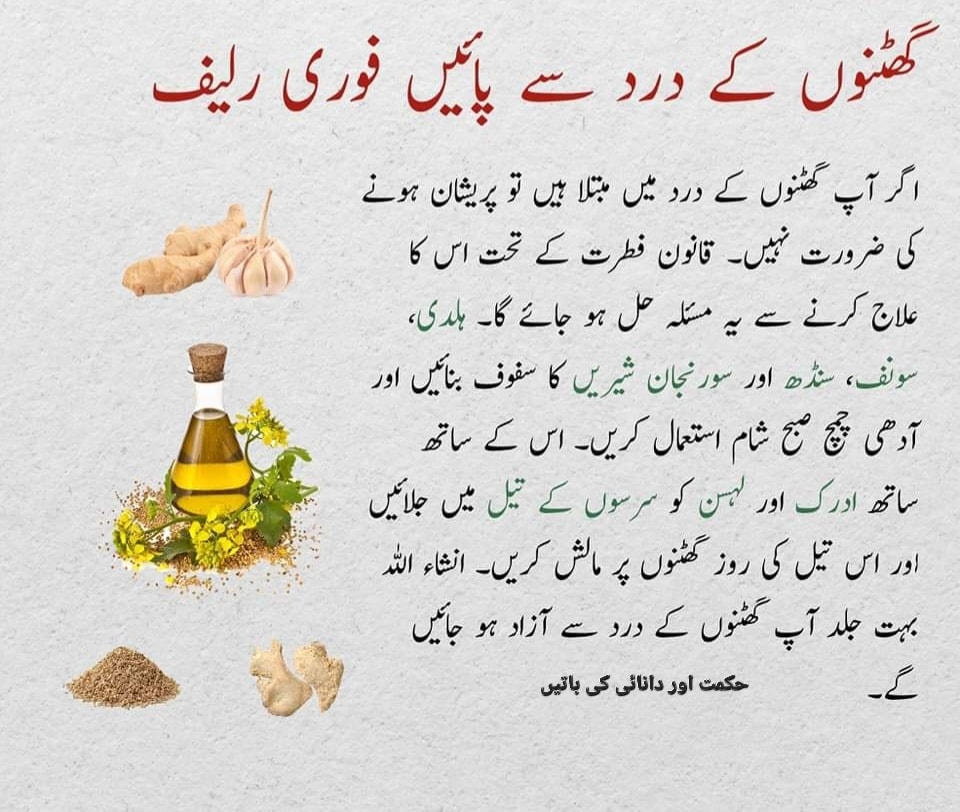 گھٹنوں کے درد سے پائیں فوری رلیف
اگر آپ گھٹنوں کے درد میں مبتلا ہیں تو پریشان ہونے
کی ضرورت نہیں۔ قانون فطرت کے تحت اس کا
علاج کرنے سے یہ مسئلہ حل ہو جائے گا۔ ہلدی،
سونف، سنڈھ اور سورنجان شیریں کا سفوف بنائیں اور
آدھی چمچ صبح شام استعمال کریں۔ اس کے ساتھ
ساتھ ادرک اور لہسن کو سرسوں کے تیل میں جلائیں
اور اس تیل کی روز گھٹنوں پر مالش کریں۔ انشاء اللہ
بہت جلد آپ گھٹنوں کے درد سے آزاد ہو جائیں
گے۔
حکمت اور دانائی کی باتیں